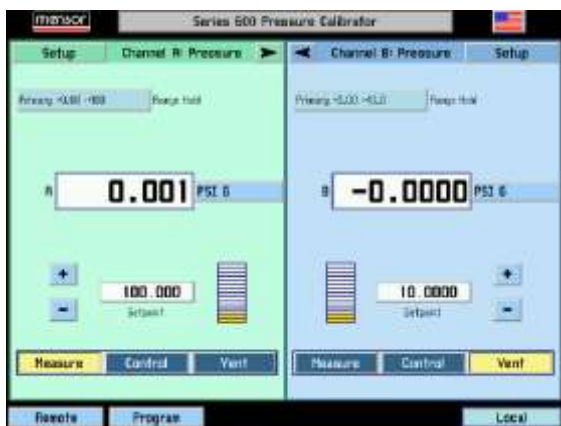 mensor
Series 600 Pressure Calibrator
Setup
Channel A: Pressure
Channel B: Pressure
Setup
Range Hold
Range Hold
A
0.001
PSI G
B
-0.0000
PSI G
+
-
100.000
Setpoint
10.0000
Setpoint
+
-
Measure
Control
Vent
Measure
Control
Vent
Remote
Program
Local